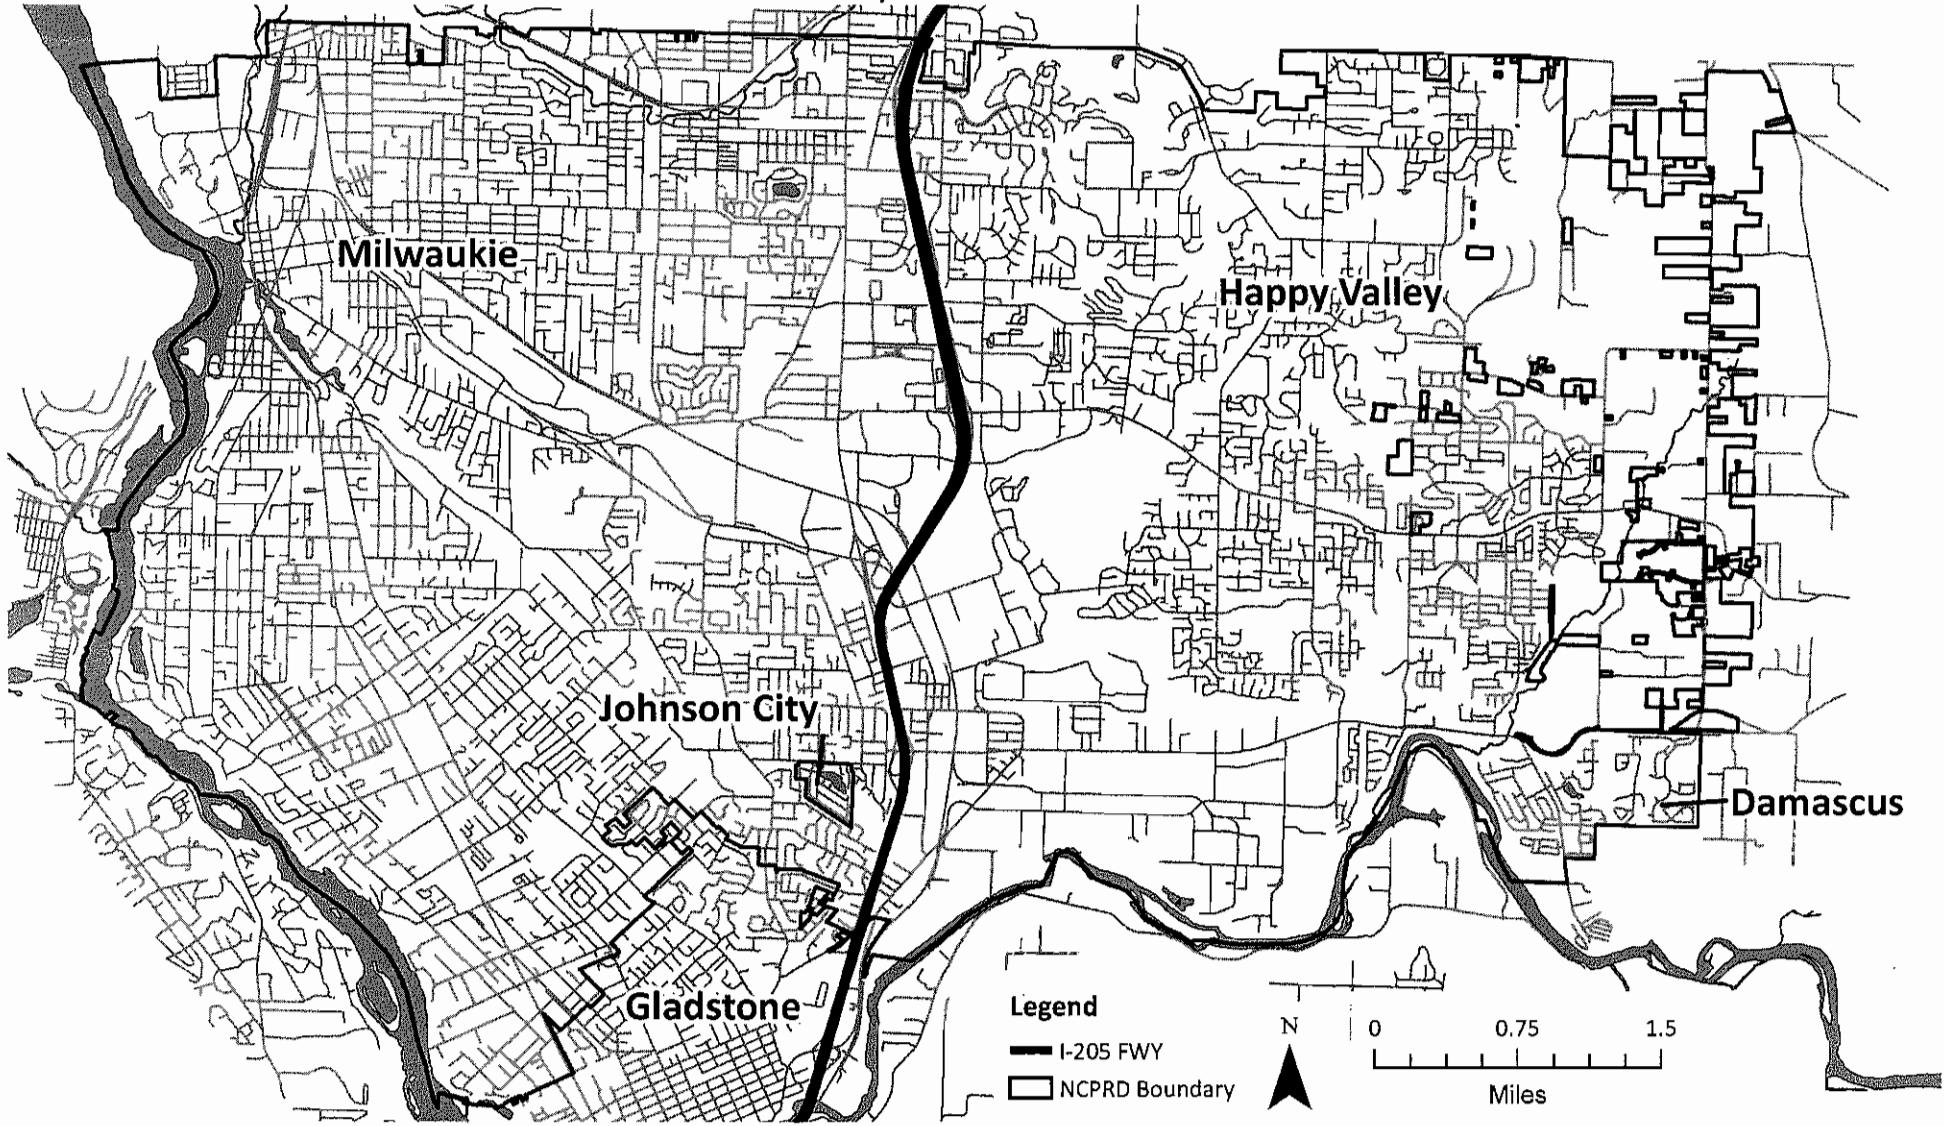 Milwaukie
Happy Valley
Johnson City
Damascus
Gladstone
Legend
I-205 FWY
NCPRD Boundary
N
0 0.75 1.5
Miles